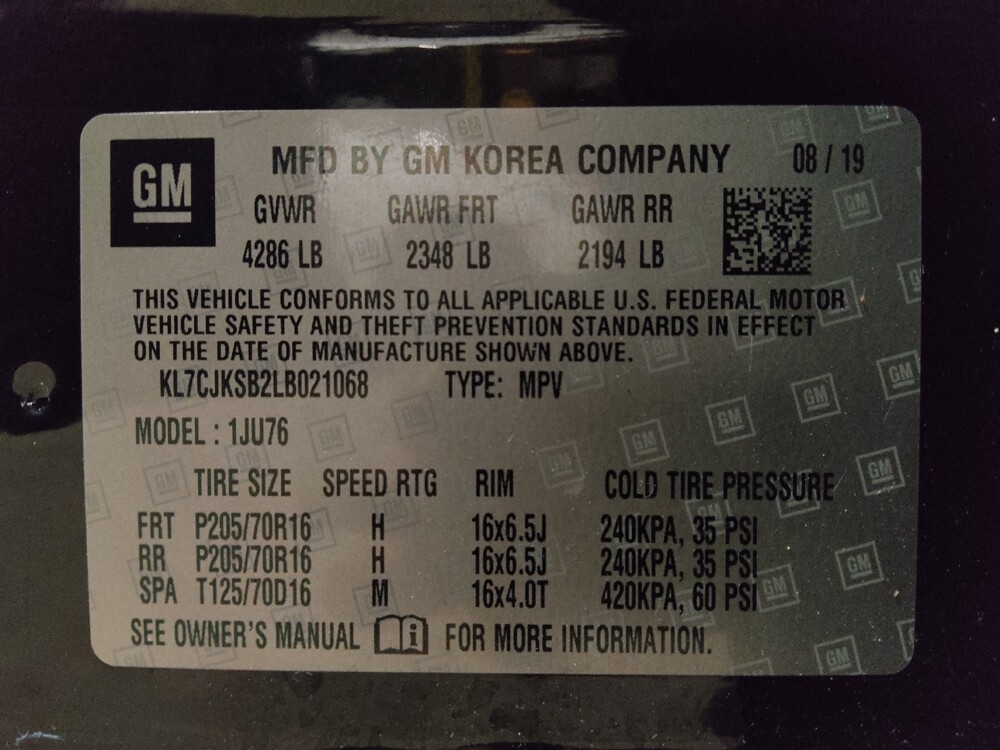 GM
MFD BY GM KOREA COMPANY 08 / 19
GVWR GAWR FRT GAWR RR
4286 LB 2348 LB 2194 LB
THIS VEHICLE CONFORMS TO ALL APPLICABLE U.S. FEDERAL MOTOR
VEHICLE SAFETY AND THEFT PREVENTION STANDARDS IN EFFECT
ON THE DATE OF MANUFACTURE SHOWN ABOVE.
KL7CJKSB2LB021068 TYPE: MPV
MODEL : 1JU76
TIRE SIZE SPEED RTG RIM COLD TIRE PRESSURE
FRT P205/70R16 H 16x6.5J 240KPA, 35 PSI
RR P205/70R16 H 16x6.5J 240KPA, 35 PSI
SPA T125/70D16 M 16x4.0T 420KPA, 60 PSI
SEE OWNER'S MANUAL i FOR MORE INFORMATION.